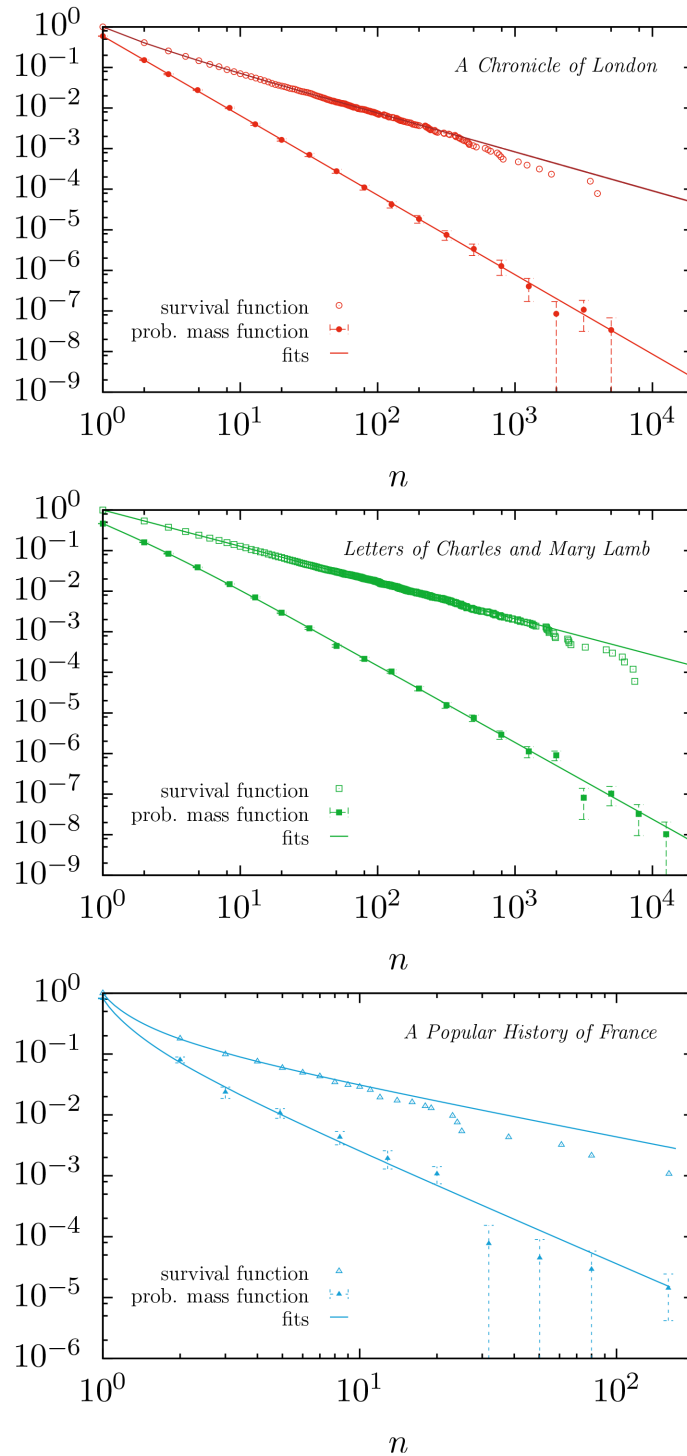 10^0
A Chronicle of London
10^-1
10^-2
10^-3
10^-4
10^-5
10^-6
10^-7
survival function
prob. mass function
10^-8
fits
10^-9
10^0 10^1 10^2 10^3 10^4
n
10^0
Letters of Charles and Mary Lamb
10^-1
10^-2
10^-3
10^-4
10^-5
10^-6
10^-7
survival function
prob. mass function
10^-8
fits
10^-9
10^0 10^1 10^2 10^3 10^4
n
10^0
A Popular History of France
10^-1
10^-2
10^-3
10^-4
survival function
10^-5
prob. mass function
fits
10^-6
10^0 10^1 10^2
n